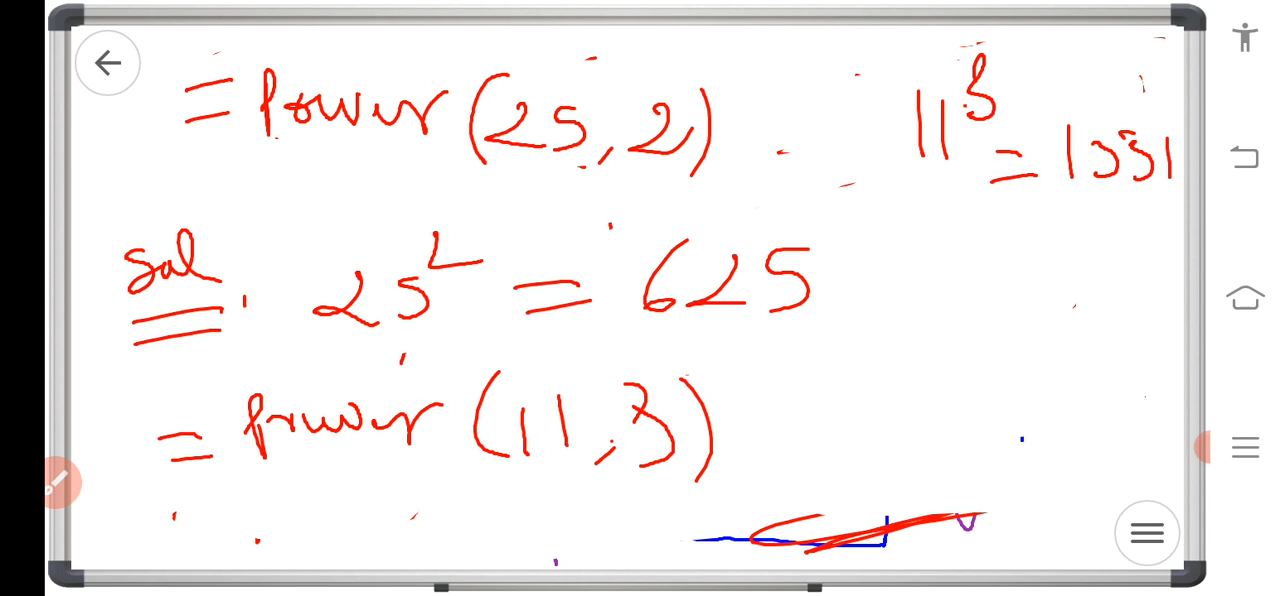 =Power(25,2)
11³ = 1331
Sol. 25² = 625
=Power(11,3)